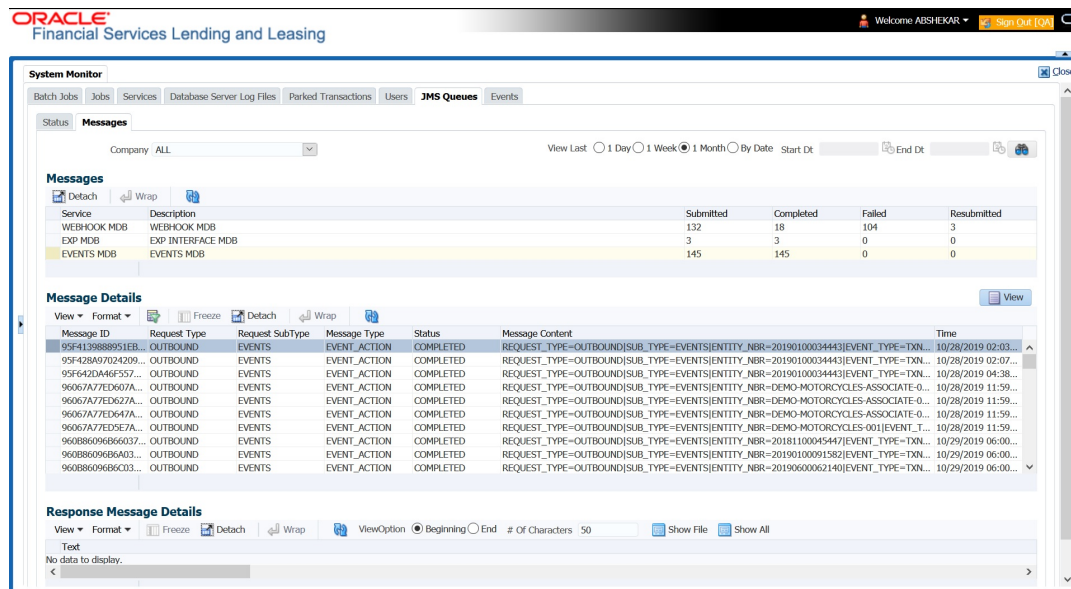 ORACLE
Financial Services Lending and Leasing
Welcome ABSHEKAR
Sign Out [QA]
System Monitor
Close
Batch Jobs Jobs Services Database Server Log Files Parked Transactions Users JMS Queues Events
Status Messages
Company ALL View Last 1 Day 1 Week 1 Month By Date Start Dt End Dt
Messages
Detach Wrap
Service Description Submitted Completed Failed Resubmitted
WEBHOOK MDB WEBHOOK MDB 132 18 104 3
EXP MDB EXP INTERFACE MDB 3 3 0 0
EVENTS MDB EVENTS MDB 145 145 0 0
Message Details
View
View Format Freeze Detach Wrap
Message ID Request Type Request SubType Message Type Status Message Content Time
95F4139888951EB... OUTBOUND EVENTS EVENT_ACTION COMPLETED REQUEST_TYPE=OUTBOUND|SUB_TYPE=EVENTS|ENTITY_NBR=20190100034443|EVENT_TYPE=TXN... 10/28/2019 02:03...
95F428A97024209... OUTBOUND EVENTS EVENT_ACTION COMPLETED REQUEST_TYPE=OUTBOUND|SUB_TYPE=EVENTS|ENTITY_NBR=20190100034443|EVENT_TYPE=TXN... 10/28/2019 02:07...
95F642DA46F557... OUTBOUND EVENTS EVENT_ACTION COMPLETED REQUEST_TYPE=OUTBOUND|SUB_TYPE=EVENTS|ENTITY_NBR=20190100034443|EVENT_TYPE=TXN... 10/28/2019 04:38...
96067A77ED607A... OUTBOUND EVENTS EVENT_ACTION COMPLETED REQUEST_TYPE=OUTBOUND|SUB_TYPE=EVENTS|ENTITY_NBR=DEMO-MOTORCYCLES-ASSOCIATE-0... 10/28/2019 11:59...
96067A77ED627A... OUTBOUND EVENTS EVENT_ACTION COMPLETED REQUEST_TYPE=OUTBOUND|SUB_TYPE=EVENTS|ENTITY_NBR=DEMO-MOTORCYCLES-ASSOCIATE-0... 10/28/2019 11:59...
96067A77ED647A... OUTBOUND EVENTS EVENT_ACTION COMPLETED REQUEST_TYPE=OUTBOUND|SUB_TYPE=EVENTS|ENTITY_NBR=DEMO-MOTORCYCLES-ASSOCIATE-0... 10/28/2019 11:59...
96067A77ED5E7A... OUTBOUND EVENTS EVENT_ACTION COMPLETED REQUEST_TYPE=OUTBOUND|SUB_TYPE=EVENTS|ENTITY_NBR=DEMO-MOTORCYCLES-001|EVENT_T... 10/28/2019 11:59...
960B86096B66037... OUTBOUND EVENTS EVENT_ACTION COMPLETED REQUEST_TYPE=OUTBOUND|SUB_TYPE=EVENTS|ENTITY_NBR=20181100045447|EVENT_TYPE=TXN... 10/29/2019 06:00...
960B86096B6A03... OUTBOUND EVENTS EVENT_ACTION COMPLETED REQUEST_TYPE=OUTBOUND|SUB_TYPE=EVENTS|ENTITY_NBR=20190100091582|EVENT_TYPE=TXN... 10/29/2019 06:00...
960B86096B6C03... OUTBOUND EVENTS EVENT_ACTION COMPLETED REQUEST_TYPE=OUTBOUND|SUB_TYPE=EVENTS|ENTITY_NBR=20190600062140|EVENT_TYPE=TXN... 10/29/2019 06:00...
Response Message Details
View Format Freeze Detach Wrap ViewOption Beginning End # Of Characters 50 Show File Show All
Text
No data to display.